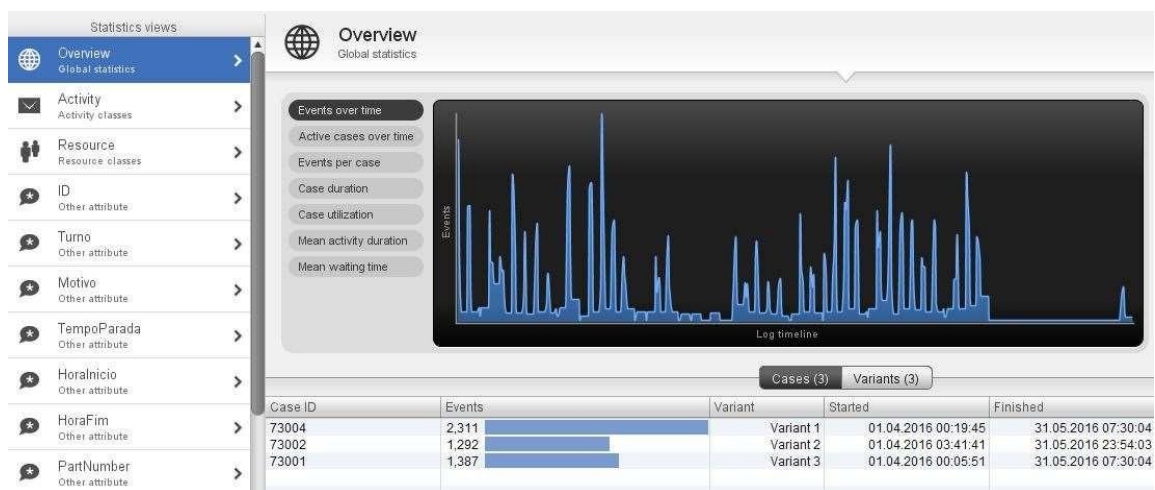 Statistics views
Overview
Global statistics
Activity
Activity classes
Resource
Resource classes
ID
Other attribute
Turno
Other attribute
Motivo
Other attribute
TempoParada
Other attribute
HoraInicio
Other attribute
HoraFim
Other attribute
PartNumber
Other attribute
Overview
Global statistics
Events over time
Active cases over time
Events per case
Case duration
Case utilization
Mean activity duration
Mean waiting time
Events
Log timeline
Cases (3) Variants (3)
Case ID Events Variant Started Finished
73004 2,311 Variant 1 01.04.2016 00:19:45 31.05.2016 07:30:04
73002 1,292 Variant 2 01.04.2016 03:41:41 31.05.2016 23:54:03
73001 1,387 Variant 3 01.04.2016 00:05:51 31.05.2016 07:30:04